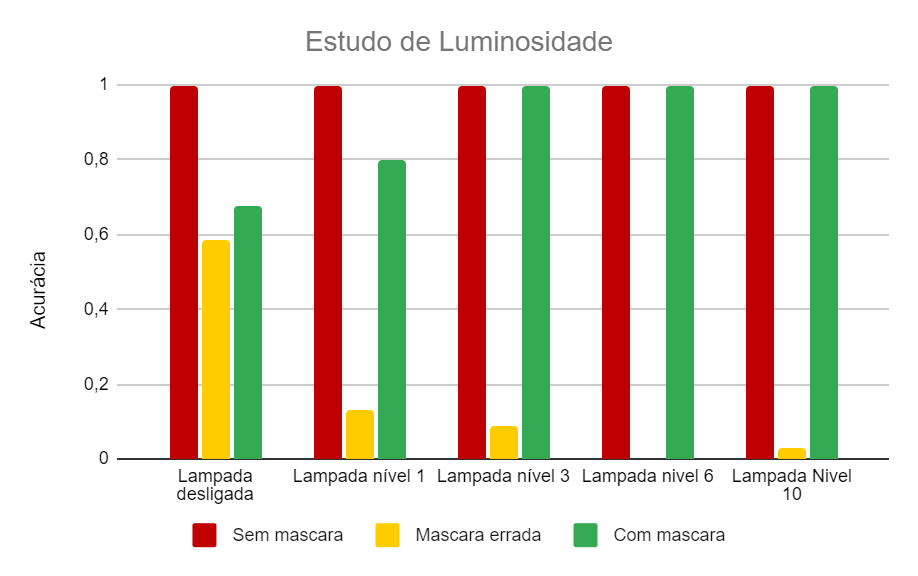 Estudo de Luminosidade
Acurácia
1
0,8
0,6
0,4
0,2
0
Lampada desligada
Lampada nível 1
Lampada nível 3
Lampada nivel 6
Lampada Nivel 10
Sem mascara
Mascara errada
Com mascara